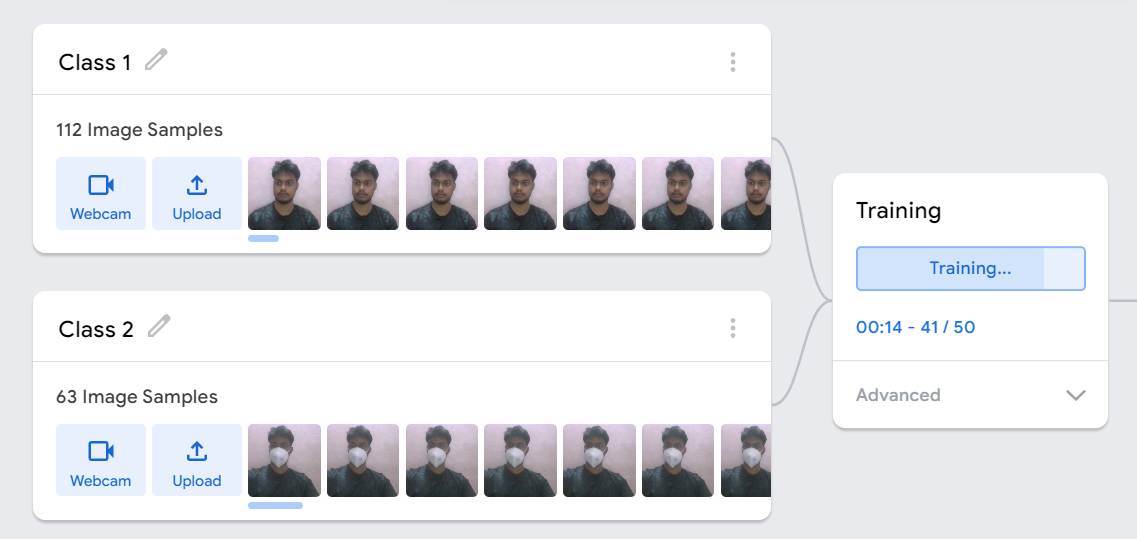 Class 1
112 Image Samples
Webcam
Upload
Class 2
63 Image Samples
Webcam
Upload
Training
Training...
00:14 - 41 / 50
Advanced